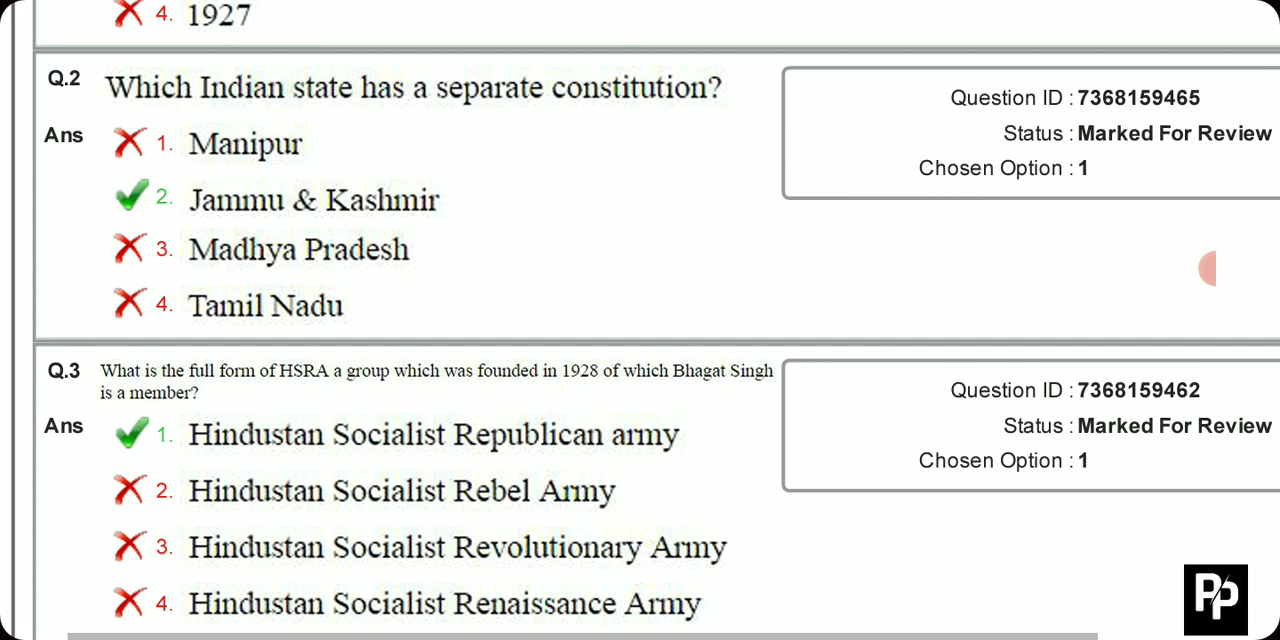 4. 1927
Q.2 Which Indian state has a separate constitution?
Question ID : 7368159465
Status : Marked For Review
Chosen Option : 1
Ans 1. Manipur
2. Jammu & Kashmir
3. Madhya Pradesh
4. Tamil Nadu
Q.3 What is the full form of HSRA a group which was founded in 1928 of which Bhagat Singh
is a member?
Question ID : 7368159462
Status : Marked For Review
Chosen Option : 1
Ans 1. Hindustan Socialist Republican army
2. Hindustan Socialist Rebel Army
3. Hindustan Socialist Revolutionary Army
4. Hindustan Socialist Renaissance Army
Pp